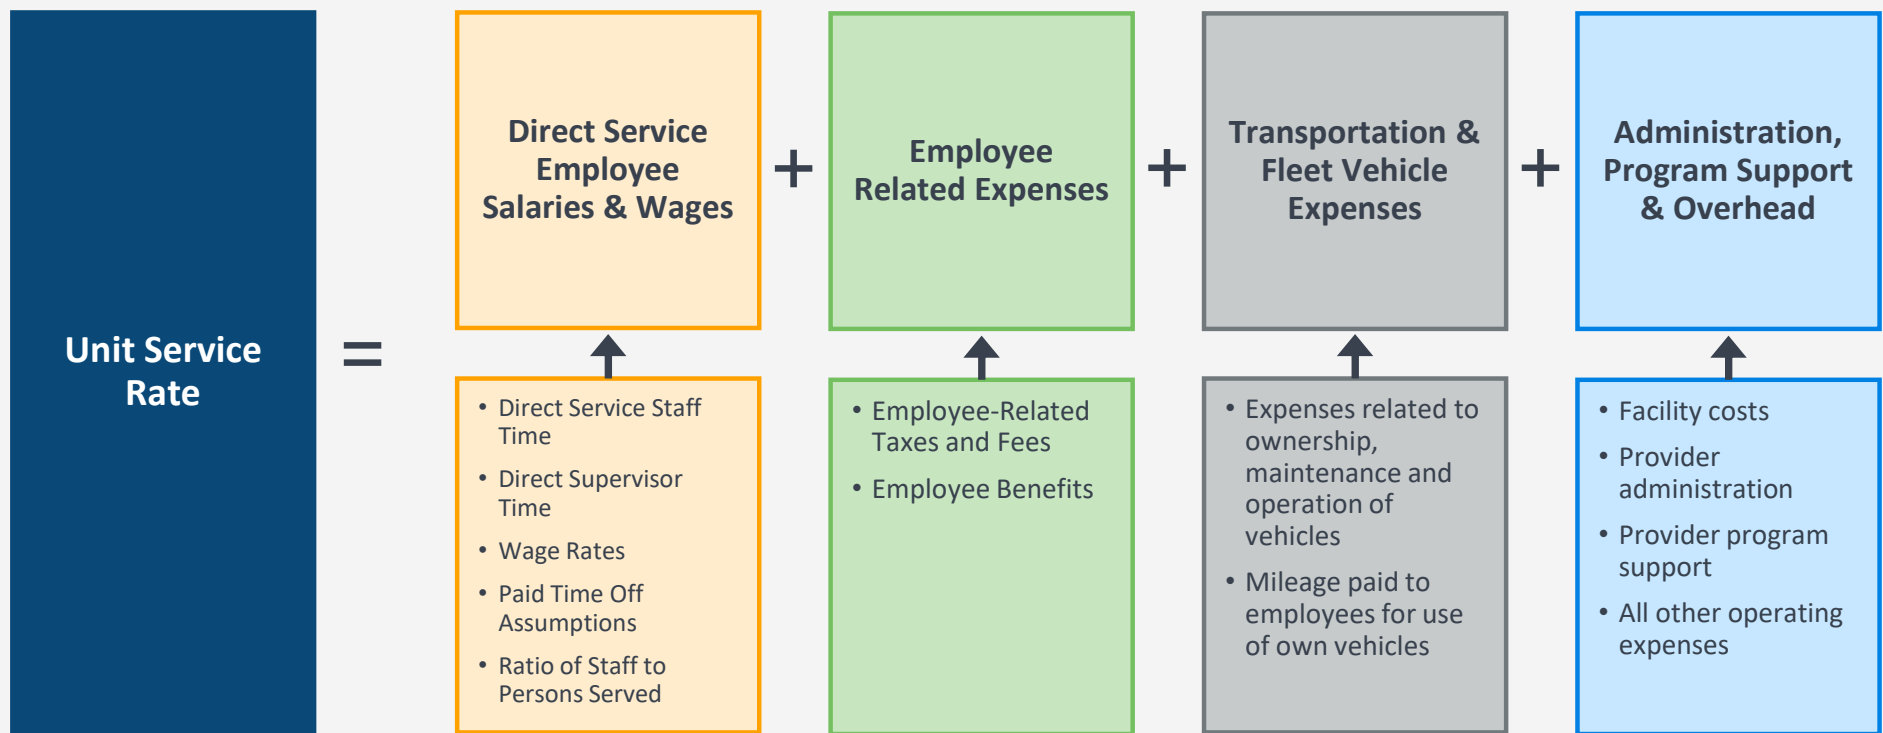 Unit Service
Rate
=
Direct Service
Employee
Salaries & Wages
+
Employee
Related Expenses
+
Transportation &
Fleet Vehicle
Expenses
+
Administration,
Program Support
& Overhead
• Direct Service Staff
Time
• Direct Supervisor
Time
• Wage Rates
• Paid Time Off
Assumptions
• Ratio of Staff to
Persons Served
• Employee-Related
Taxes and Fees
• Employee Benefits
• Expenses related to
ownership,
maintenance and
operation of
vehicles
• Mileage paid to
employees for use
of own vehicles
• Facility costs
• Provider
administration
• Provider program
support
• All other operating
expenses